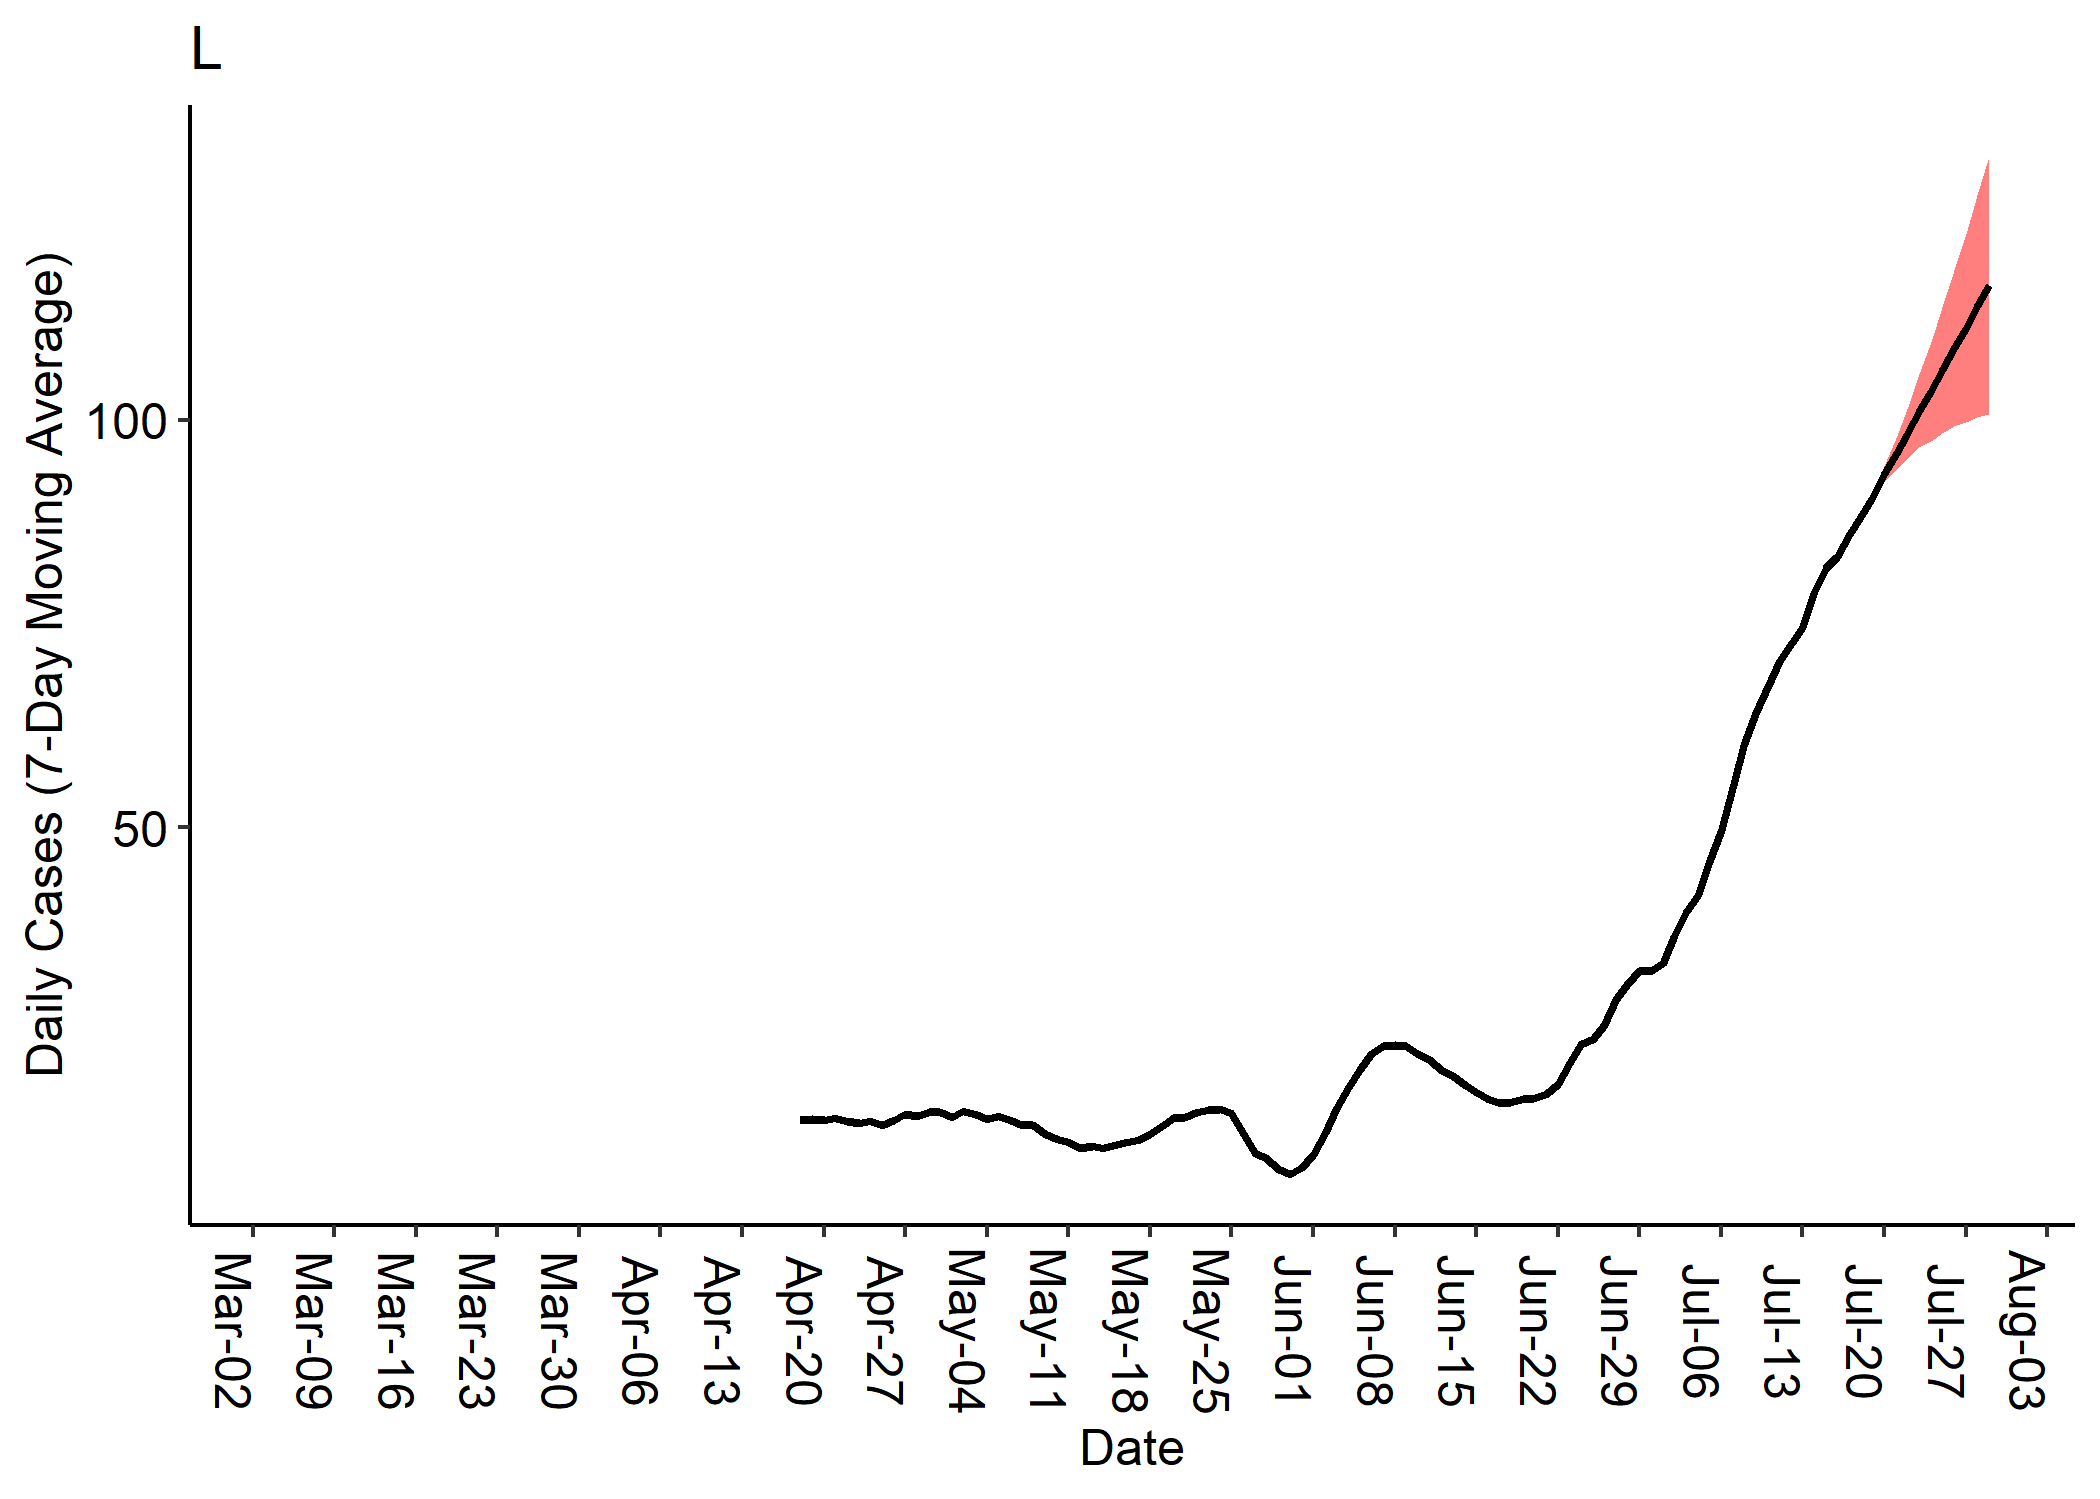 L
Daily Cases (7-Day Moving Average)
100
50
Mar-02
Mar-09
Mar-16
Mar-23
Mar-30
Apr-06
Apr-13
Apr-20
Apr-27
May-04
May-11
May-18
May-25
Jun-01
Jun-08
Jun-15
Jun-22
Jun-29
Jul-06
Jul-13
Jul-20
Jul-27
Aug-03
Date